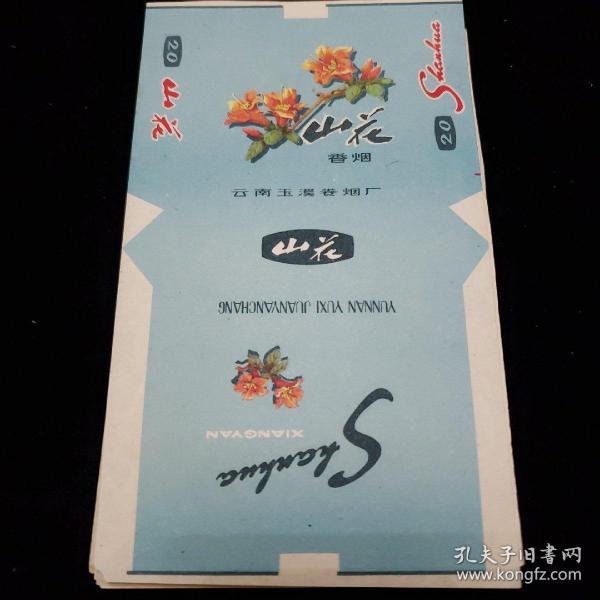 20
山花
Shanhua
20
山花
香烟
云南玉溪卷烟厂
山花
YUNNAN YUXI JUANYANCHANG
XIANGYAN
Shanhua
孔夫子旧書网
www.kongfz.com